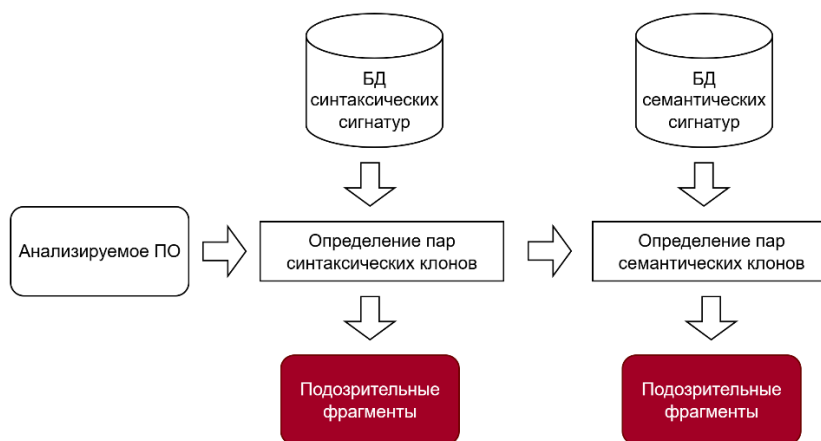 БД
синтаксических
сигнатур
БД
семантических
сигнатур
Анализируемое ПО
Определение пар
синтаксических клонов
Определение пар
семантических клонов
Подозрительные
фрагменты
Подозрительные
фрагменты